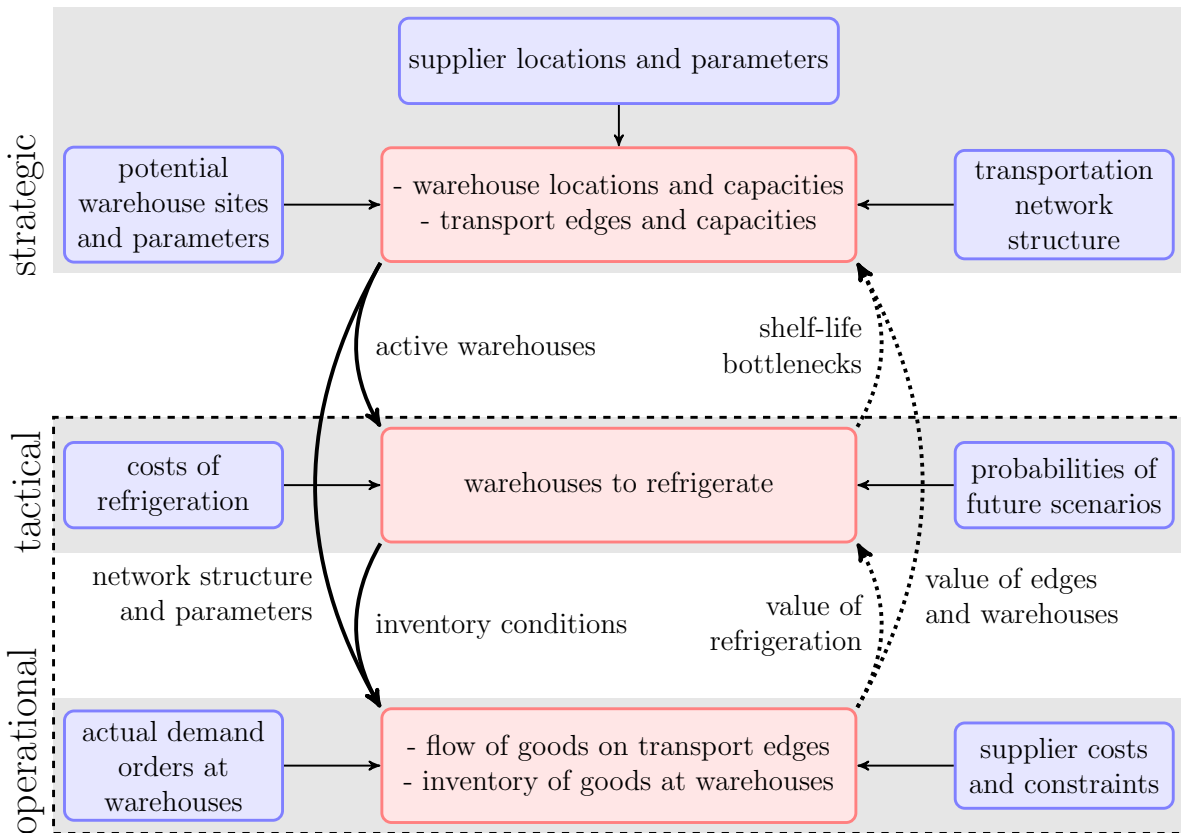 supplier locations and parameters
strategic
potential
warehouse sites
and parameters
- warehouse locations and capacities
- transport edges and capacities
transportation
network
structure
active warehouses
shelf-life
bottlenecks
tactical
costs of
refrigeration
warehouses to refrigerate
probabilities of
future scenarios
network structure
and parameters
inventory conditions
value of
refrigeration
value of edges
and warehouses
operational
actual demand
orders at
warehouses
- flow of goods on transport edges
- inventory of goods at warehouses
supplier costs
and constraints